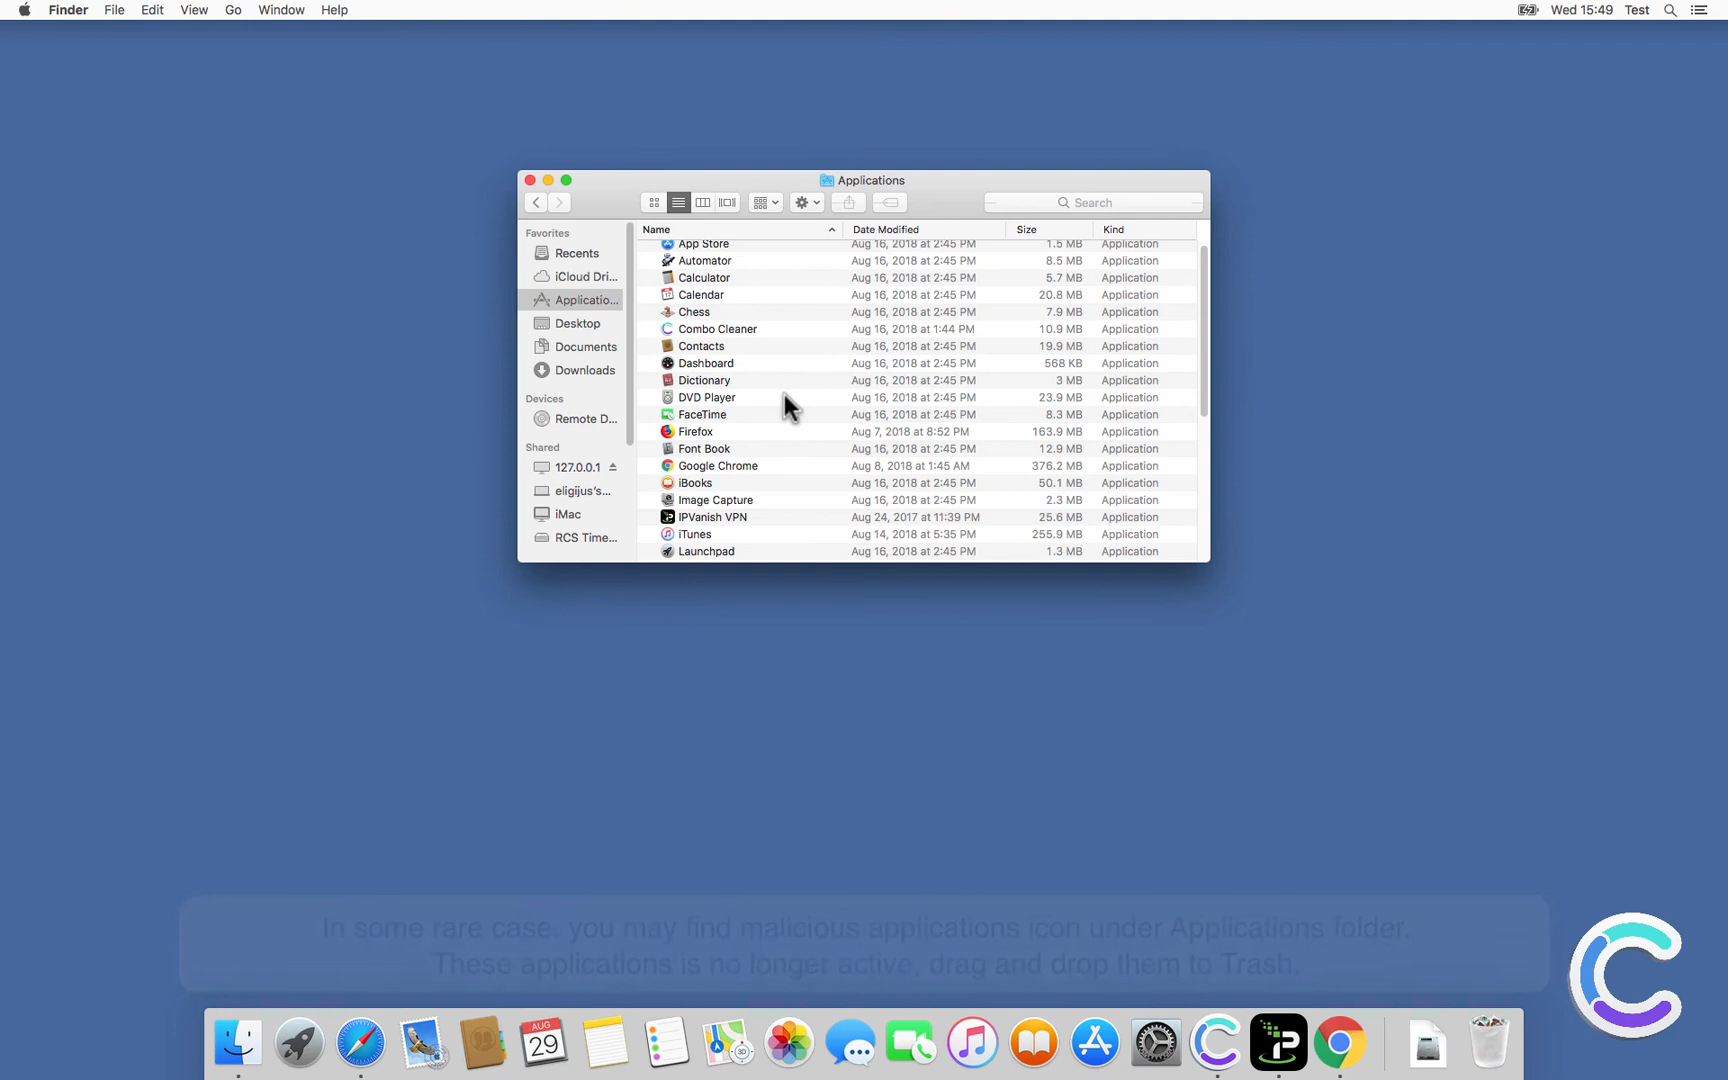 Finder File Edit View Go Window Help Wed 15:49 Test
Applications
Search
Favorites
Recents
iCloud Dri...
Applicatio...
Desktop
Documents
Downloads
Devices
Remote D...
Shared
127.0.0.1
eligijus's...
iMac
RCS Time...
Name Date Modified Size Kind
App Store Aug 16, 2018 at 2:45 PM 1.5 MB Application
Automator Aug 16, 2018 at 2:45 PM 8.5 MB Application
Calculator Aug 16, 2018 at 2:45 PM 5.7 MB Application
Calendar Aug 16, 2018 at 2:45 PM 20.8 MB Application
Chess Aug 16, 2018 at 2:45 PM 7.9 MB Application
Combo Cleaner Aug 16, 2018 at 1:44 PM 10.9 MB Application
Contacts Aug 16, 2018 at 2:45 PM 19.9 MB Application
Dashboard Aug 16, 2018 at 2:45 PM 568 KB Application
Dictionary Aug 16, 2018 at 2:45 PM 3 MB Application
DVD Player Aug 16, 2018 at 2:45 PM 23.9 MB Application
FaceTime Aug 16, 2018 at 2:45 PM 8.3 MB Application
Firefox Aug 7, 2018 at 8:52 PM 163.9 MB Application
Font Book Aug 16, 2018 at 2:45 PM 12.9 MB Application
Google Chrome Aug 8, 2018 at 1:45 AM 376.2 MB Application
iBooks Aug 16, 2018 at 2:45 PM 50.1 MB Application
Image Capture Aug 16, 2018 at 2:45 PM 2.3 MB Application
IPVanish VPN Aug 24, 2017 at 11:39 PM 25.6 MB Application
iTunes Aug 14, 2018 at 5:35 PM 255.9 MB Application
Launchpad Aug 16, 2018 at 2:45 PM 1.3 MB Application
In some rare case, you may find malicious applications icon under Applications folder.
These applications is no longer active, drag and drop them to Trash.
AUG
29
3D